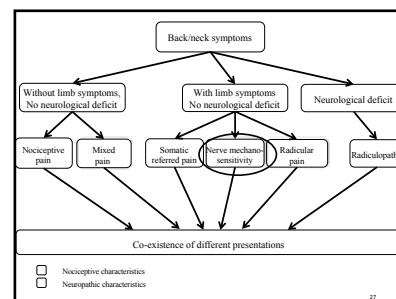 Back/neck symptoms
Without limb symptoms,
No neurological deficit
With limb symptoms
No neurological deficit
Neurological deficit
Nociceptive
pain
Mixed
pain
Somatic
referred pain
Nerve mechano-
sensitivity
Radicular
pain
Radiculopath
Co-existence of different presentations
Nociceptive characteristics
Neuropathic characteristics
27